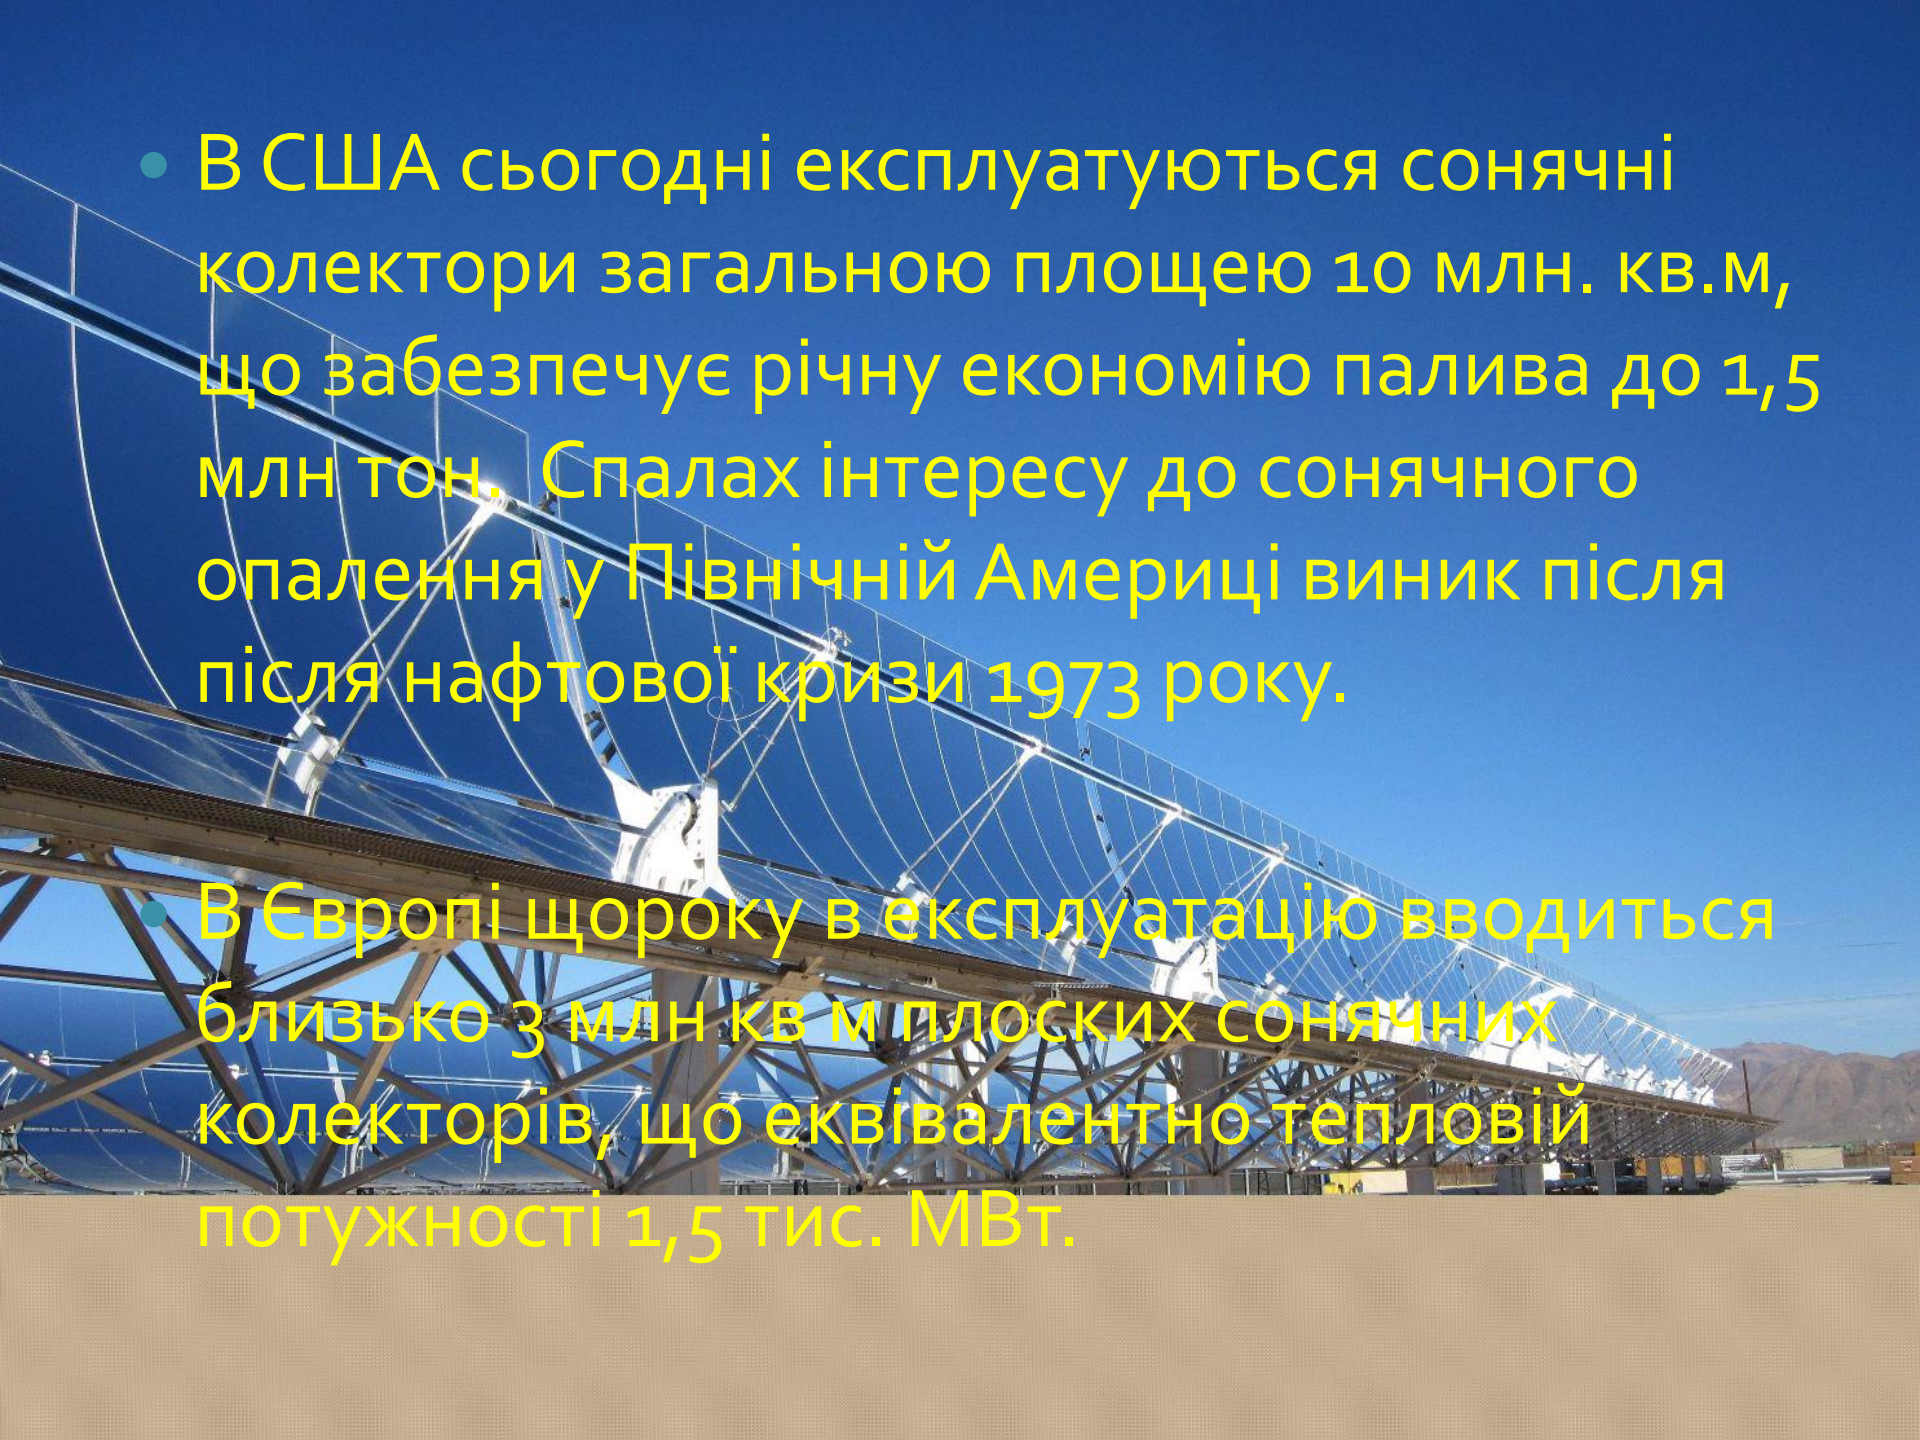 • В США сьогодні експлуатуються сонячні
колектори загальною площею 10 млн. кв.м,
що забезпечує річну економію палива до 1,5
млн тон. Спалах інтересу до сонячного
опалення у Північній Америці виник після
після нафтової кризи 1973 року.
• В Європі щороку в експлуатацію вводиться
близько 3 млн кв м плоских сонячних
колекторів, що еквівалентно тепловій
потужності 1,5 тис. МВт.